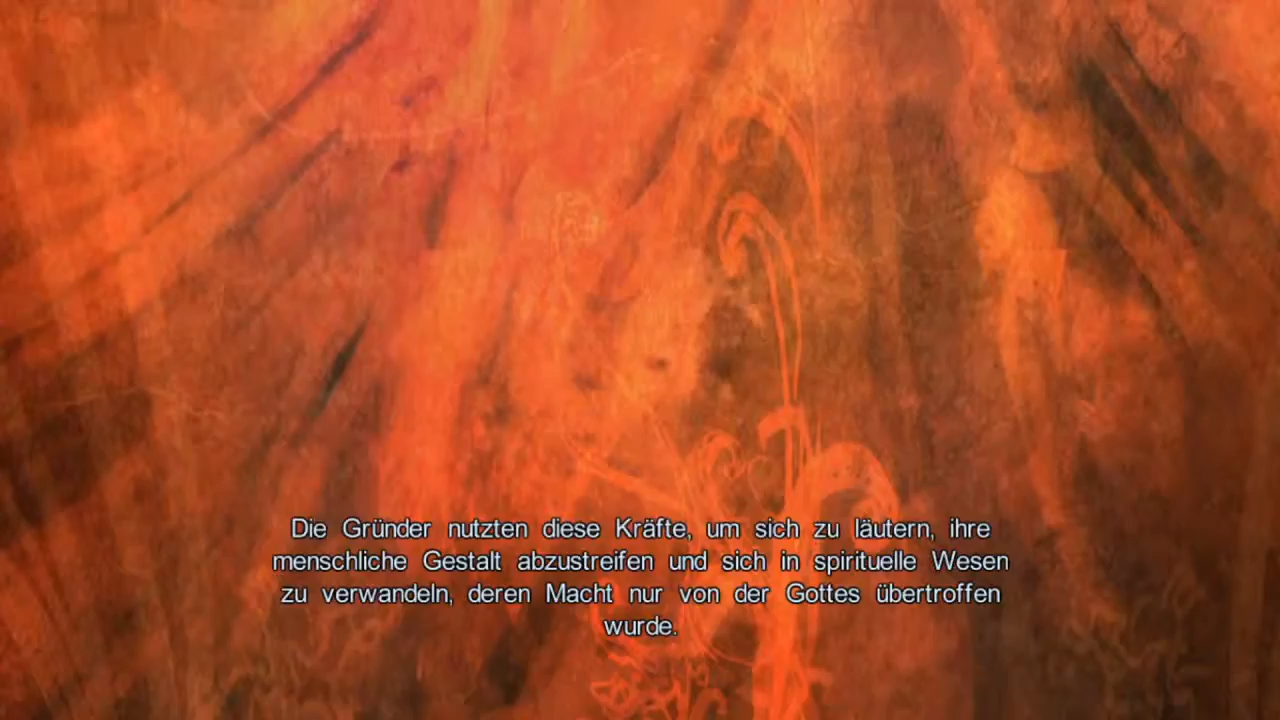 Die Gründer nutzten diese Kräfte, um sich zu läutern, ihre
menschliche Gestalt abzustreifen und sich in spirituelle Wesen
zu verwandeln, deren Macht nur von der Gottes übertroffen
wurde.